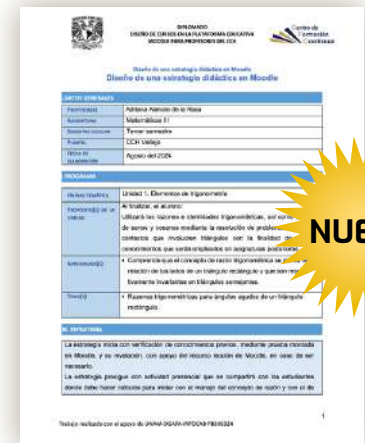 DIPLOMADO
DISEÑO DE CURSOS EN LA PLATAFORMA EDUCATIVA
MOODLE PARA PROFESORES DEL CCH
Centro de
Formación
Continua
Diseño de una estrategia didáctica en Moodle
Diseño de una estrategia didáctica en Moodle
I. DATOS GENERALES
Adriana Atenolo de la Rosa
ASIGNATURA Matemáticas III
Tercer semestre
PLANTEL CCH Vallejo
FECHA DE
ELABORACIÓN Agosto del 2024
II. PROGRAMA
UNIDAD TEMÁTICA Unidad 1. Elementos de trigonometría
PROPÓSITO(S) DE LA
UNIDAD
Al finalizar, el alumno:
Utilizará las razones e identidades trigonométricas, así como
de senos y cosenos mediante la resolución de problemas
contextos que involucren triángulos con la finalidad de
conocimientos que serán empleados en asignaturas posteriores.
APRENDIZAJE(S) • Comprende que el concepto de razón trigonométrica se
relación de los lados de un triángulo rectángulo y que son
tivamente invariantes en triángulos semejantes.
TEMA(S) • Razones trigonométricas para ángulos agudos de un triángulo
rectángulo.
III. ESTRATEGIA
La estrategia inicia con verificación de conocimientos previos, mediante prueba montada
en Moodle, y su nivelación, con apoyo del recurso lección de Moodle, en caso de ser
necesario.
La estrategia prosigue con actividad presencial que se compartirá con los estudiantes
donde debe hacer cálculos para iniciar con el manejo del concepto de razón y con el de
1
Trabajo realizado con el apoyo de UNAM-DGAPA-INFOCAB PB300324
NUE